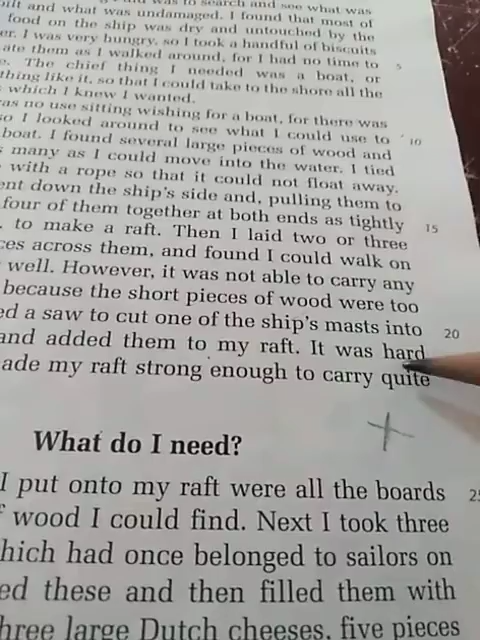 was to search and see what was
and what was undamaged. I found that most of
food on the ship was dry and untouched by the
er. I was very hungry, so I took a handful of biscuits
ate them as I walked around, for I had no time to
e. The chief thing I needed was a boat, or 5
thing like it, so that I could take to the shore all the
which I knew I wanted.
as no use sitting wishing for a boat, for there was
so I looked around to see what I could use to 10
boat. I found several large pieces of wood and
s many as I could move into the water. I tied
with a rope so that it could not float away.
ent down the ship's side and, pulling them to
four of them together at both ends as tightly
. to make a raft. Then I laid two or three 15
ces across them, and found I could walk on
well. However, it was not able to carry any
because the short pieces of wood were too
ed a saw to cut one of the ship's masts into
and added them to my raft. It was hard 20
ade my raft strong enough to carry quite
What do I need?
I put onto my raft were all the boards
f wood I could find. Next I took three
hich had once belonged to sailors on
ed these and then filled them with
hree large Dutch cheeses, five pieces